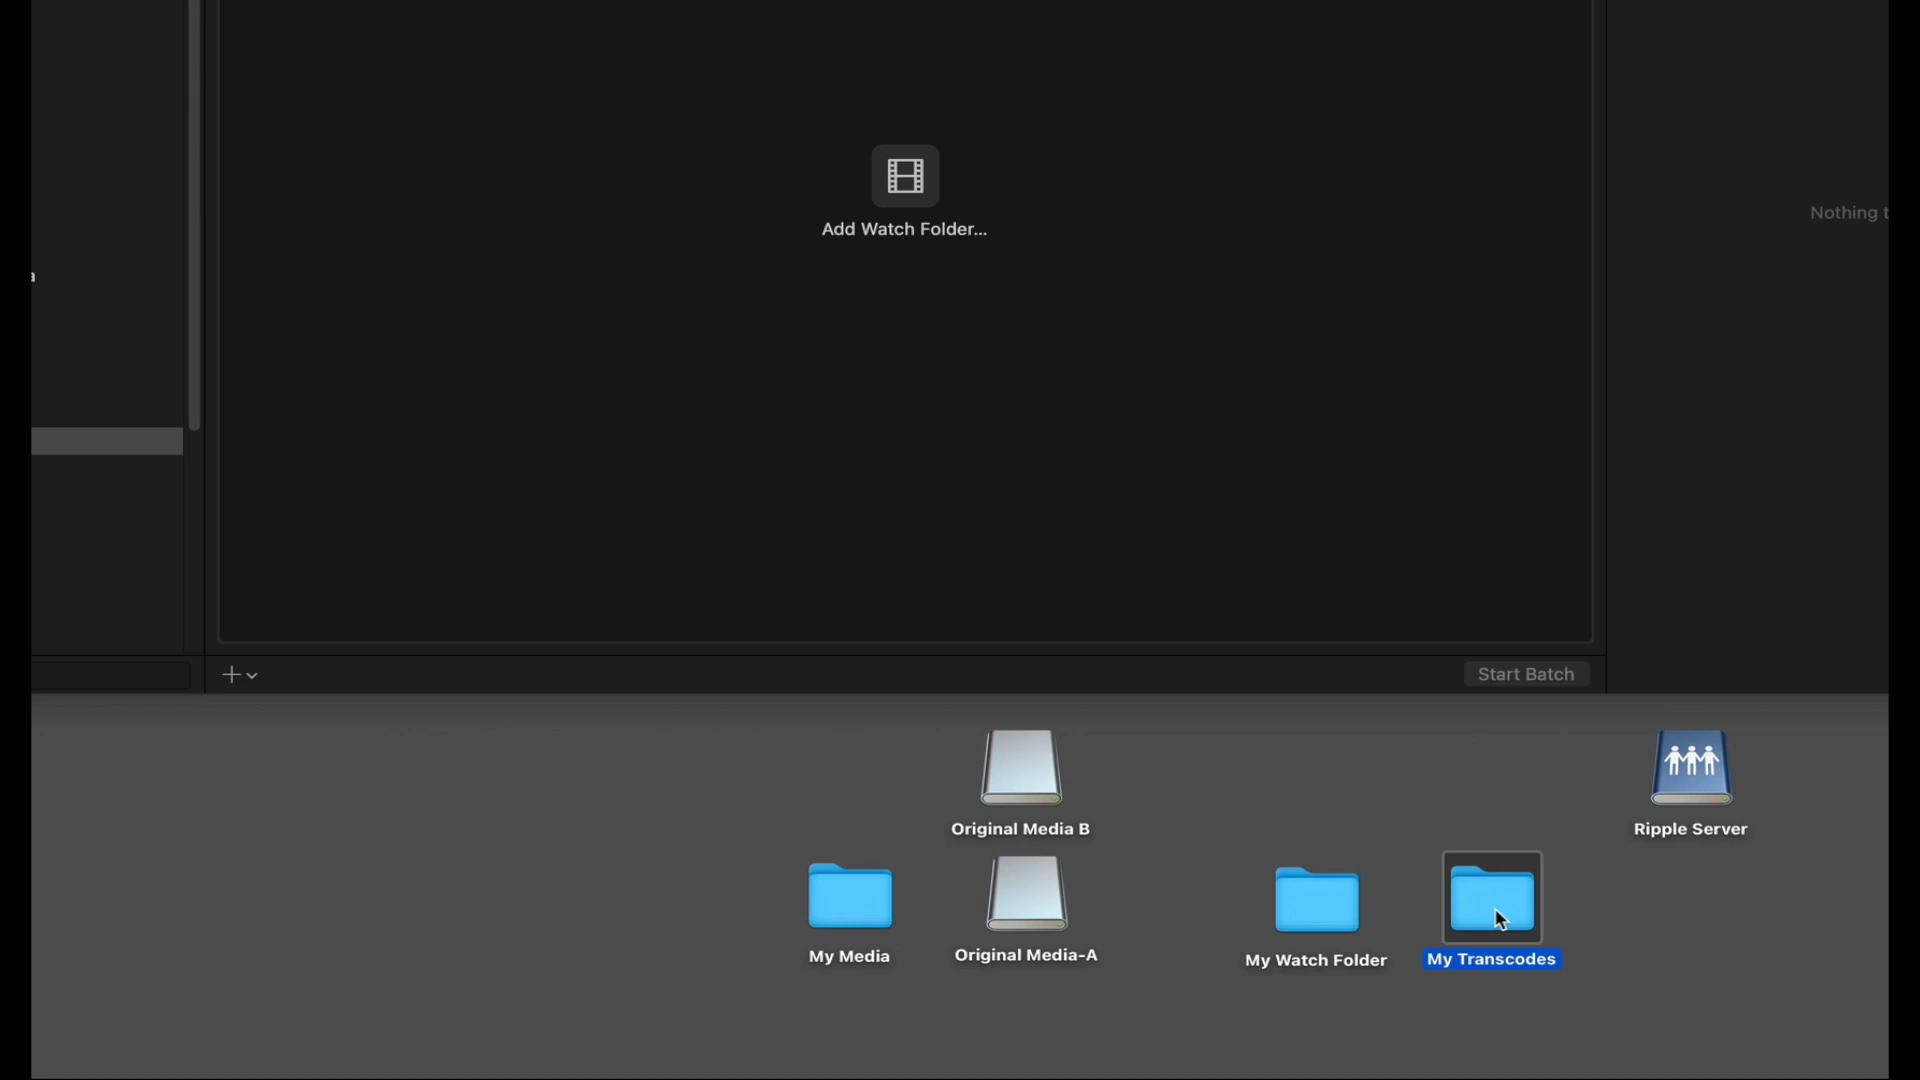 Add Watch Folder...
Nothing t
a
Start Batch
Original Media B
Ripple Server
My Media
Original Media-A
My Watch Folder
My Transcodes